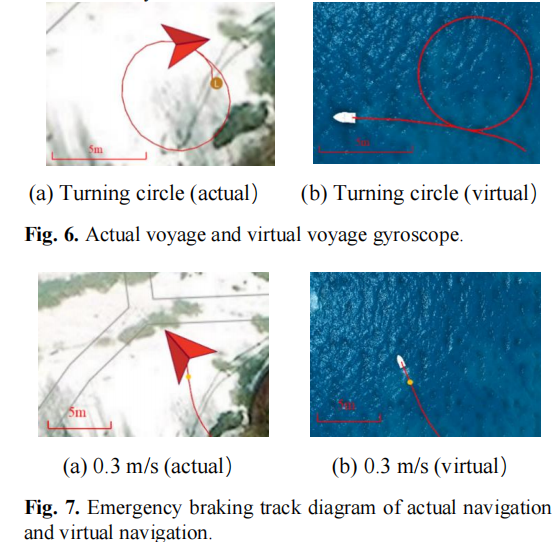 L
5m
5m
(a) Turning circle (actual)
(b) Turning circle (virtual)
Fig. 6. Actual voyage and virtual voyage gyroscope.
5m
5m
(a) 0.3 m/s (actual)
(b) 0.3 m/s (virtual)
Fig. 7. Emergency braking track diagram of actual navigation
and virtual navigation.